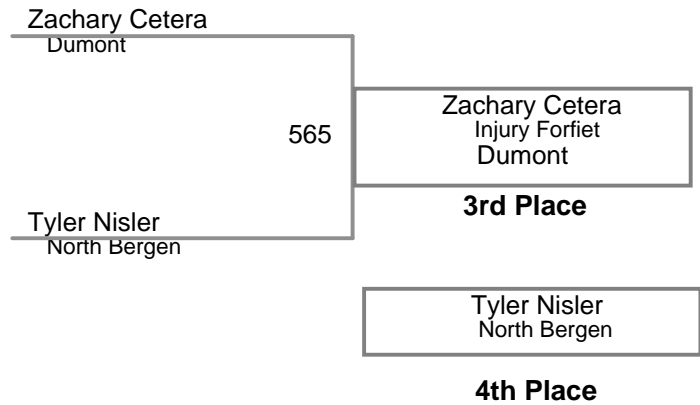 Zachary Cetera
Dumont
565
Zachary Cetera
Injury Forfiet
Dumont
3rd Place
Tyler Nisler
North Bergen
Tyler Nisler
North Bergen
4th Place